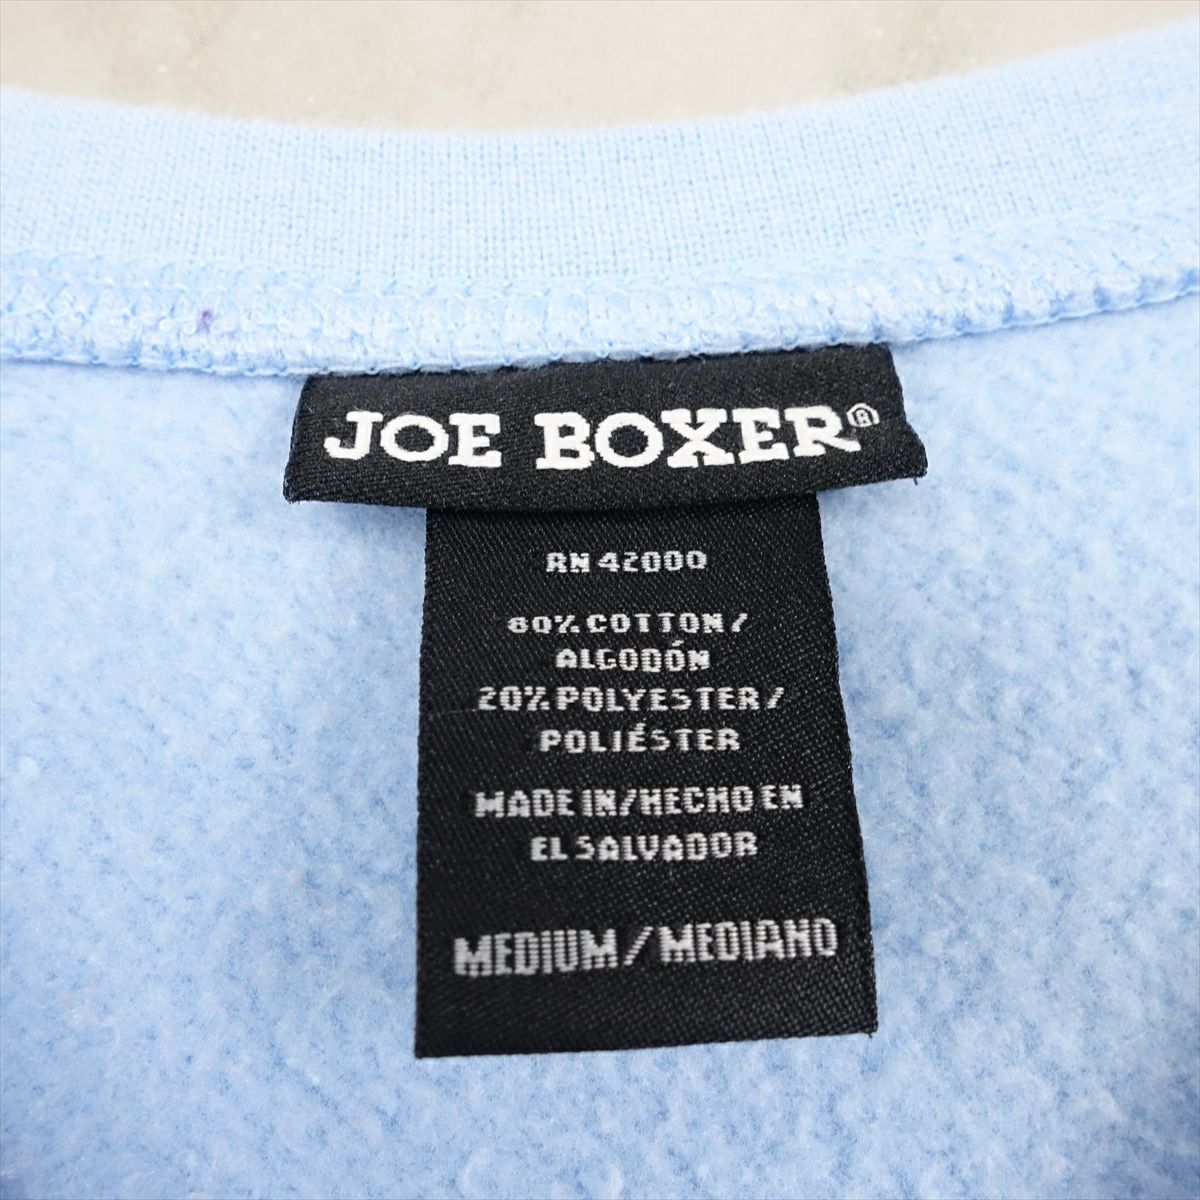 JOE BOXER®
RN 42000
80% COTTON/
ALGODÓN
20% POLYESTER/
POLIÉSTER
MADE IN/HECHO EN
EL SALVADOR
MEDIUM/MEDIANO